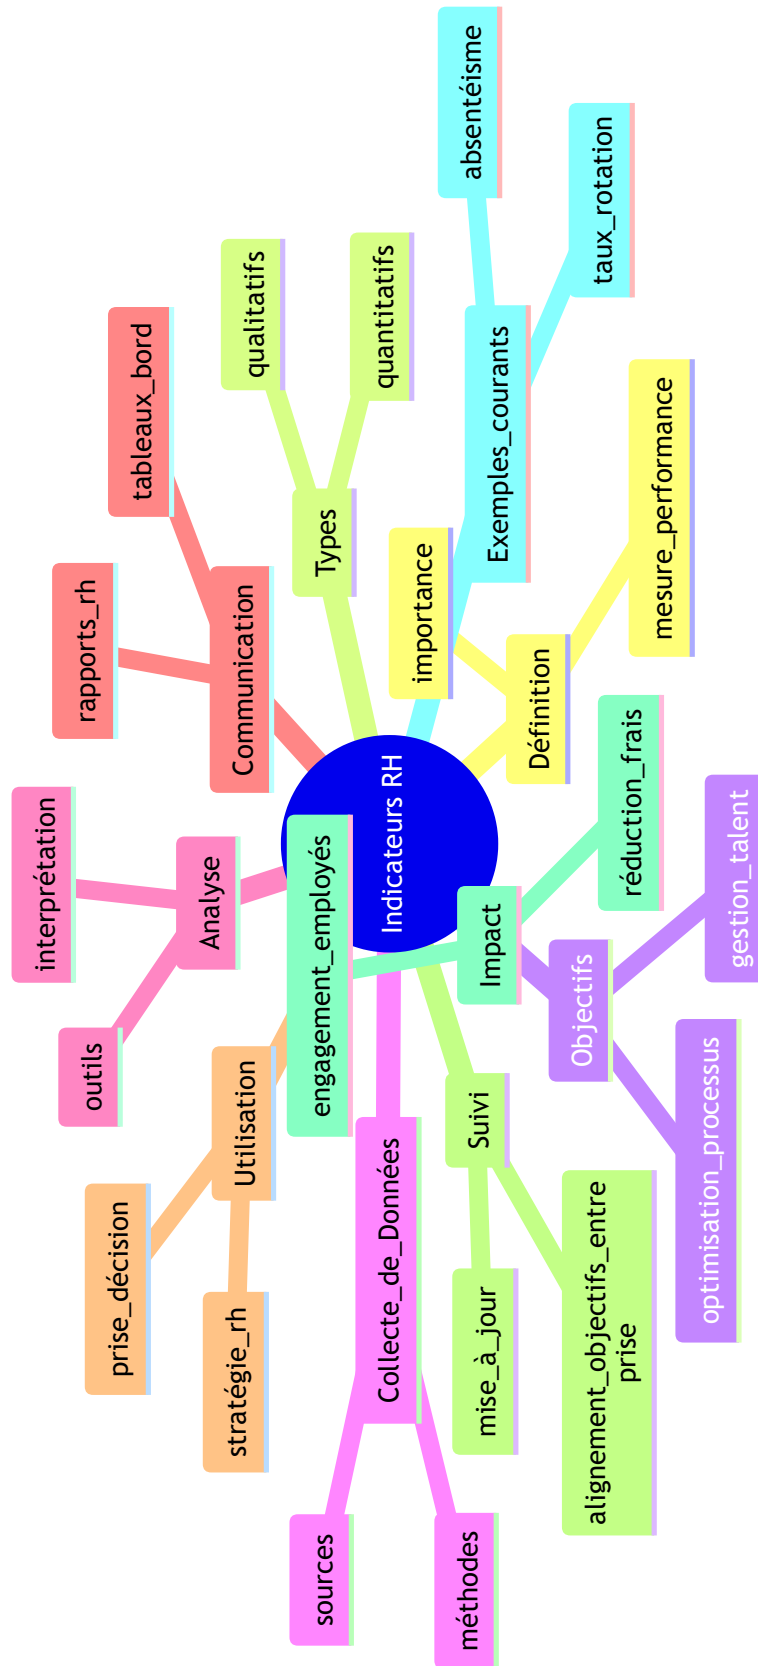 Indicateurs RH
Définition
importance
mesure_performance
Exemples_courants
absentéisme
taux_rotation
Types
qualitatifs
quantitatifs
Communication
rapports_rh
tableaux_bord
Analyse
interprétation
outils
Utilisation
prise_décision
stratégie_rh
Collecte_de_Données
sources
méthodes
Suivi
mise_à_jour
alignement_objectifs_entre
prise
Objectifs
optimisation_processus
gestion_talent
Impact
engagement_employés
réduction_frais